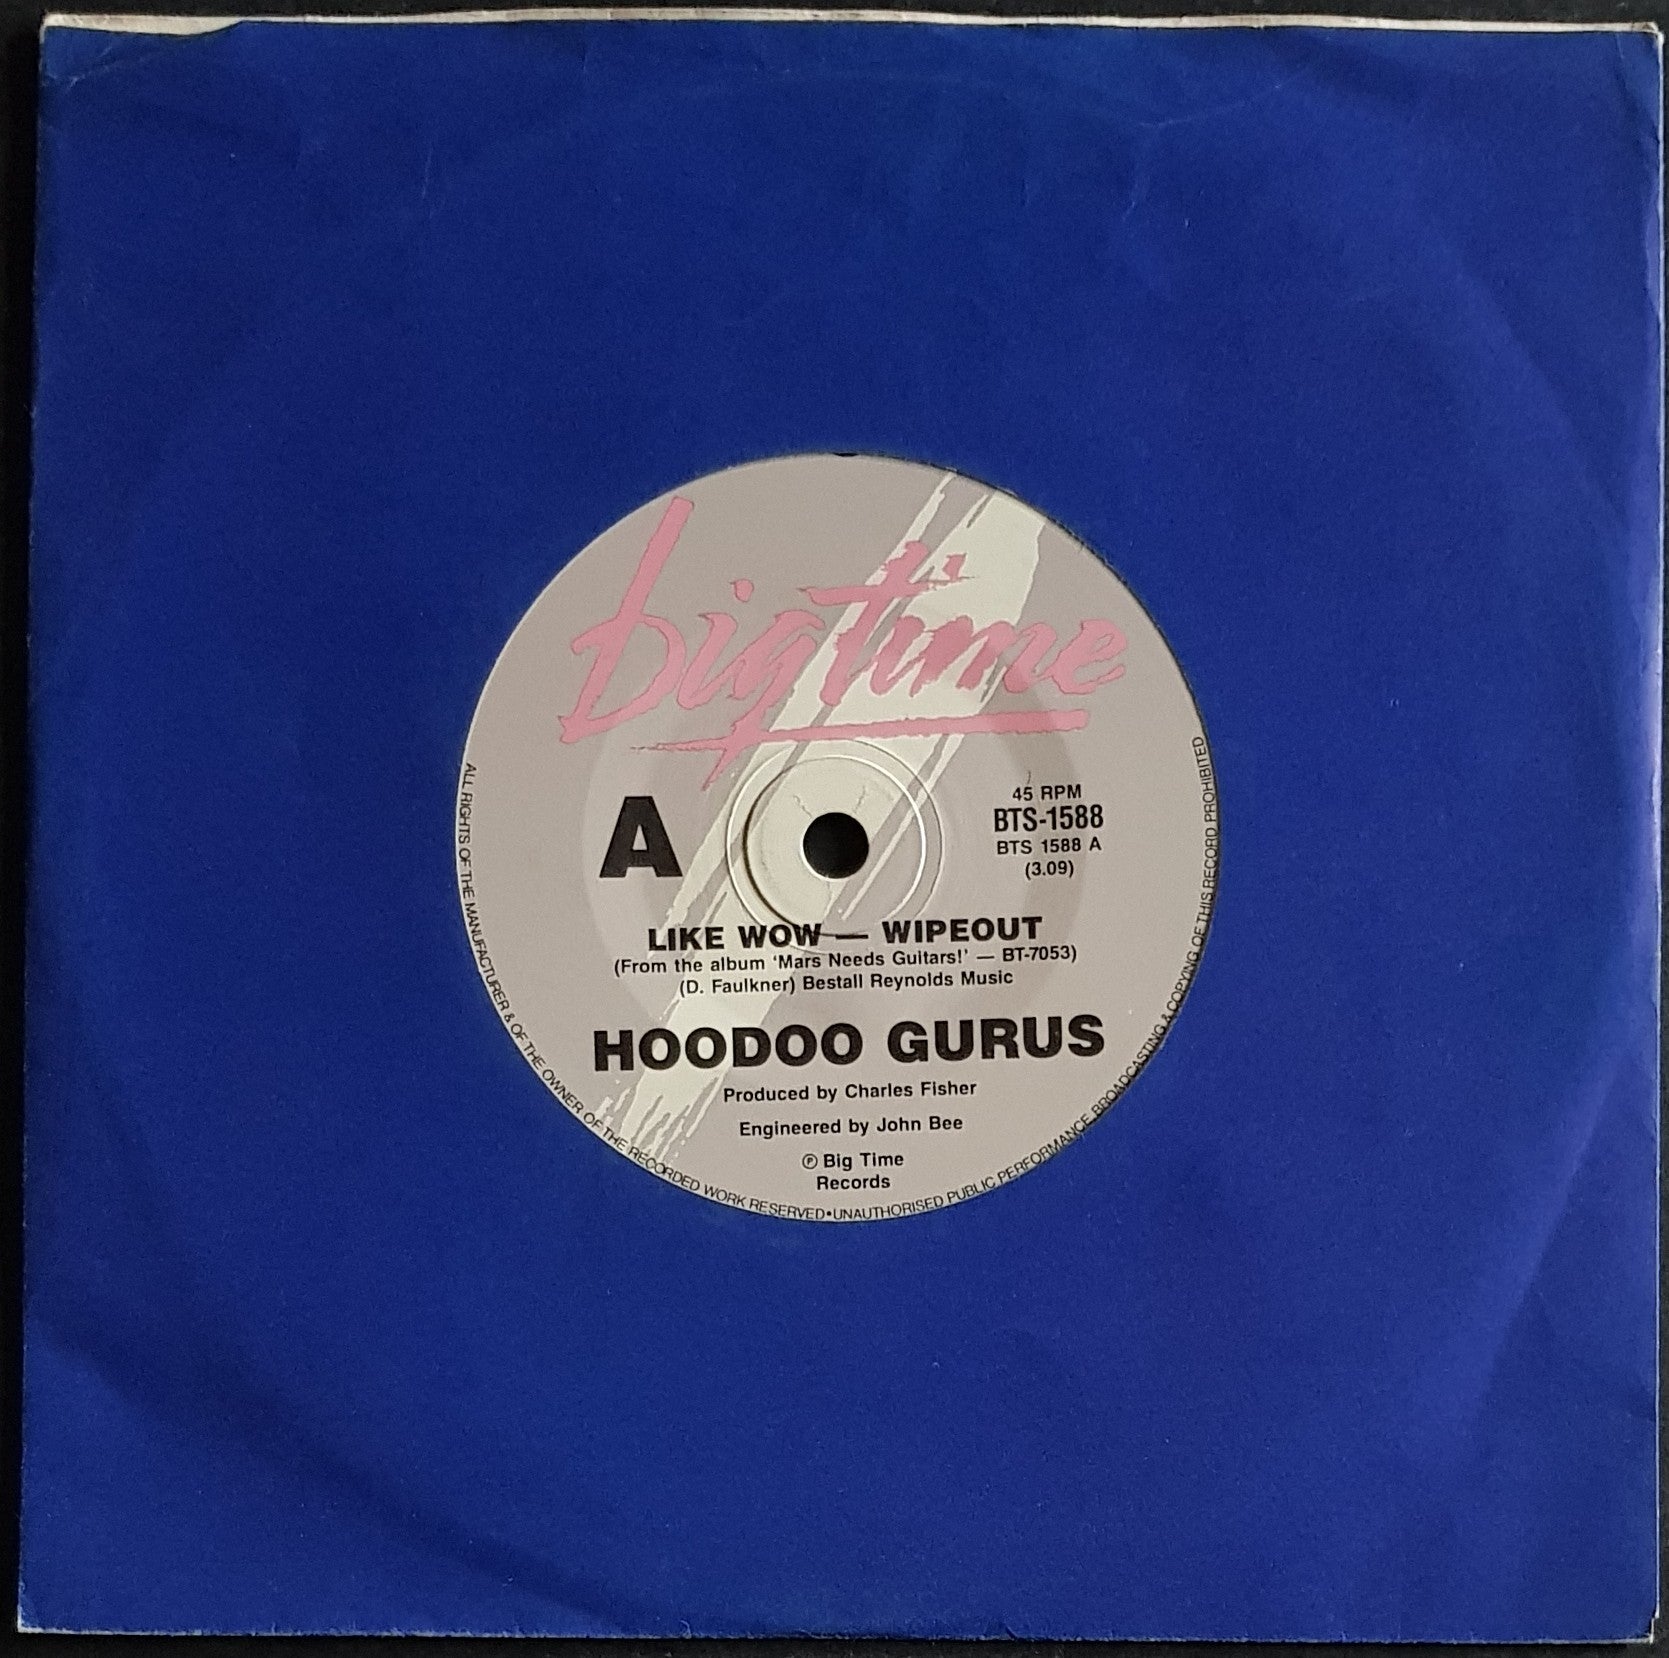 big time
A
45 RPM
BTS-1588
BTS 1588 A
(3.09)
LIKE WOW — WIPEOUT
(From the album 'Mars Needs Guitars!' — BT-7053)
(D. Faulkner) Bestall Reynolds Music
HOODOO GURUS
Produced by Charles Fisher
Engineered by John Bee
℗ Big Time
Records
ALL RIGHTS OF THE MANUFACTURER & OF THE OWNER OF THE RECORDED WORK RESERVED•UNAUTHORISED PUBLIC PERFORMANCE, BROADCASTING & COPYING OF THIS RECORD PROHIBITED